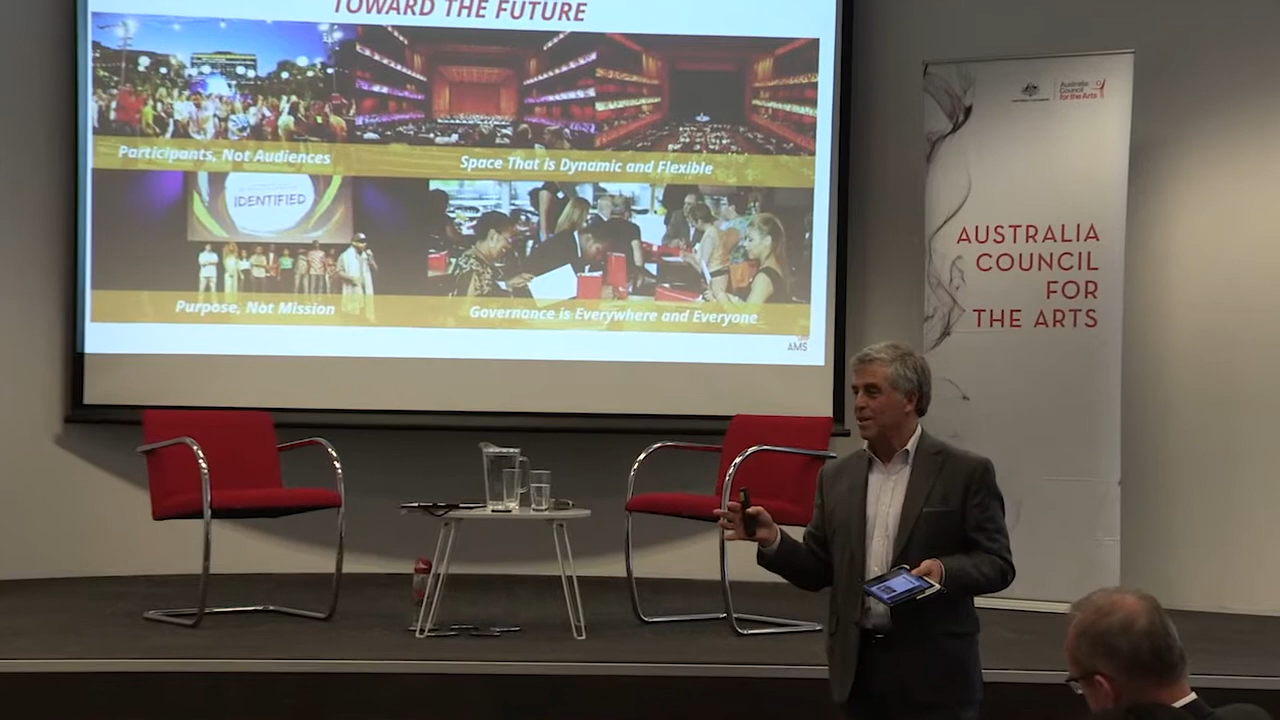 TOWARD THE FUTURE
Participants, Not Audiences
Space That is Dynamic and Flexible
IDENTIFIED
Purpose, Not Mission
Governance is Everywhere and Everyone
AMS
Australia
Council
for the Arts
AUSTRALIA
COUNCIL
FOR
THE ARTS